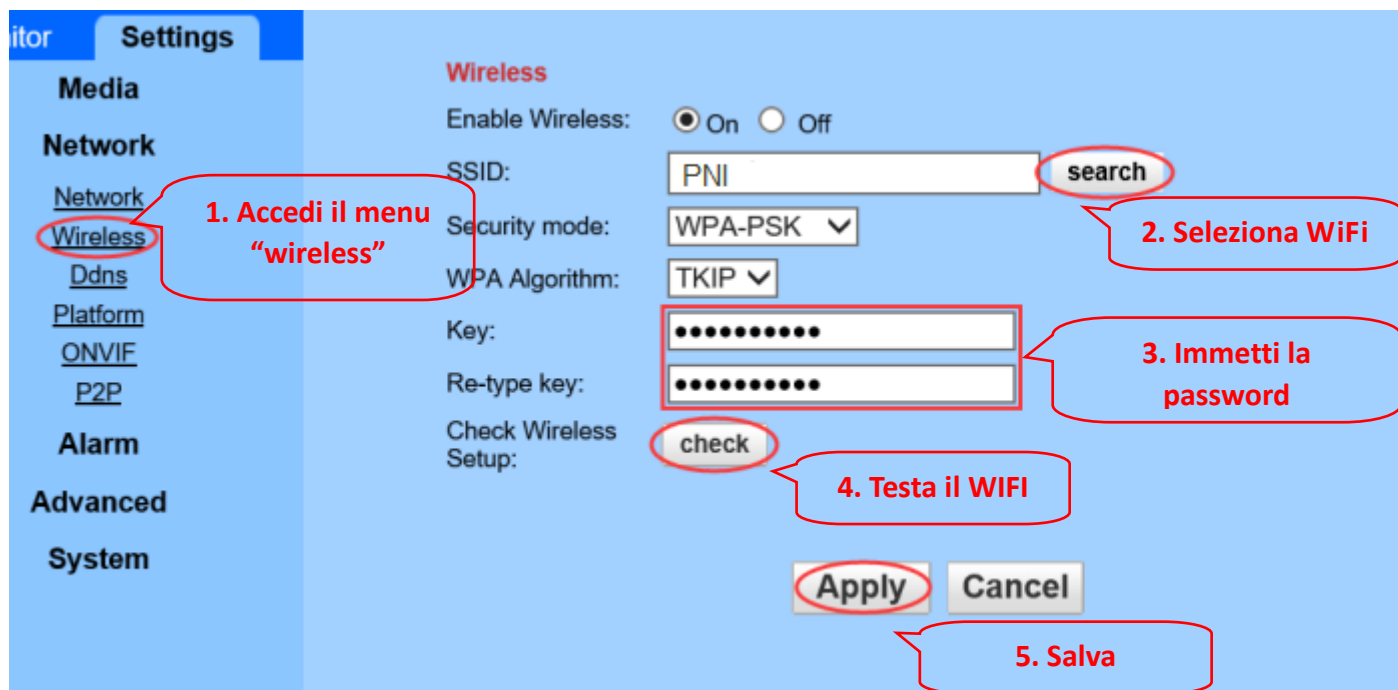 itor
Settings
Media
Network
Network
Wireless
Ddns
Platform
ONVIF
P2P
Alarm
Advanced
System
1. Accedi il menu
“wireless”
Wireless
Enable Wireless: On Off
SSID: PNI search
2. Seleziona WiFi
Security mode: WPA-PSK
WPA Algorithm: TKIP
Key: ••••••••••
Re-type key: ••••••••••
3. Immetti la
password
Check Wireless
Setup: check
4. Testa il WIFI
Apply Cancel
5. Salva